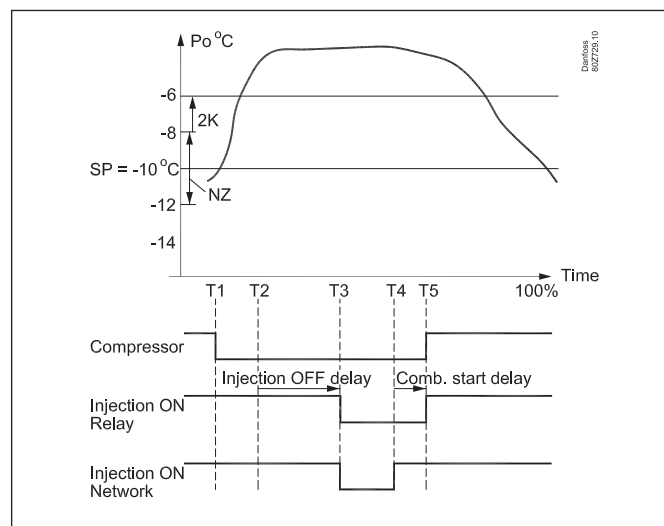 Po °C
Danfoss
80Z729.10
-6
2K
-8
SP = -10 °C
NZ
-12
-14
Time
T1 T2 T3 T4 T5 100%
Compressor
Injection OFF delay
Comb. start delay
Injection ON
Relay
Injection ON
Network